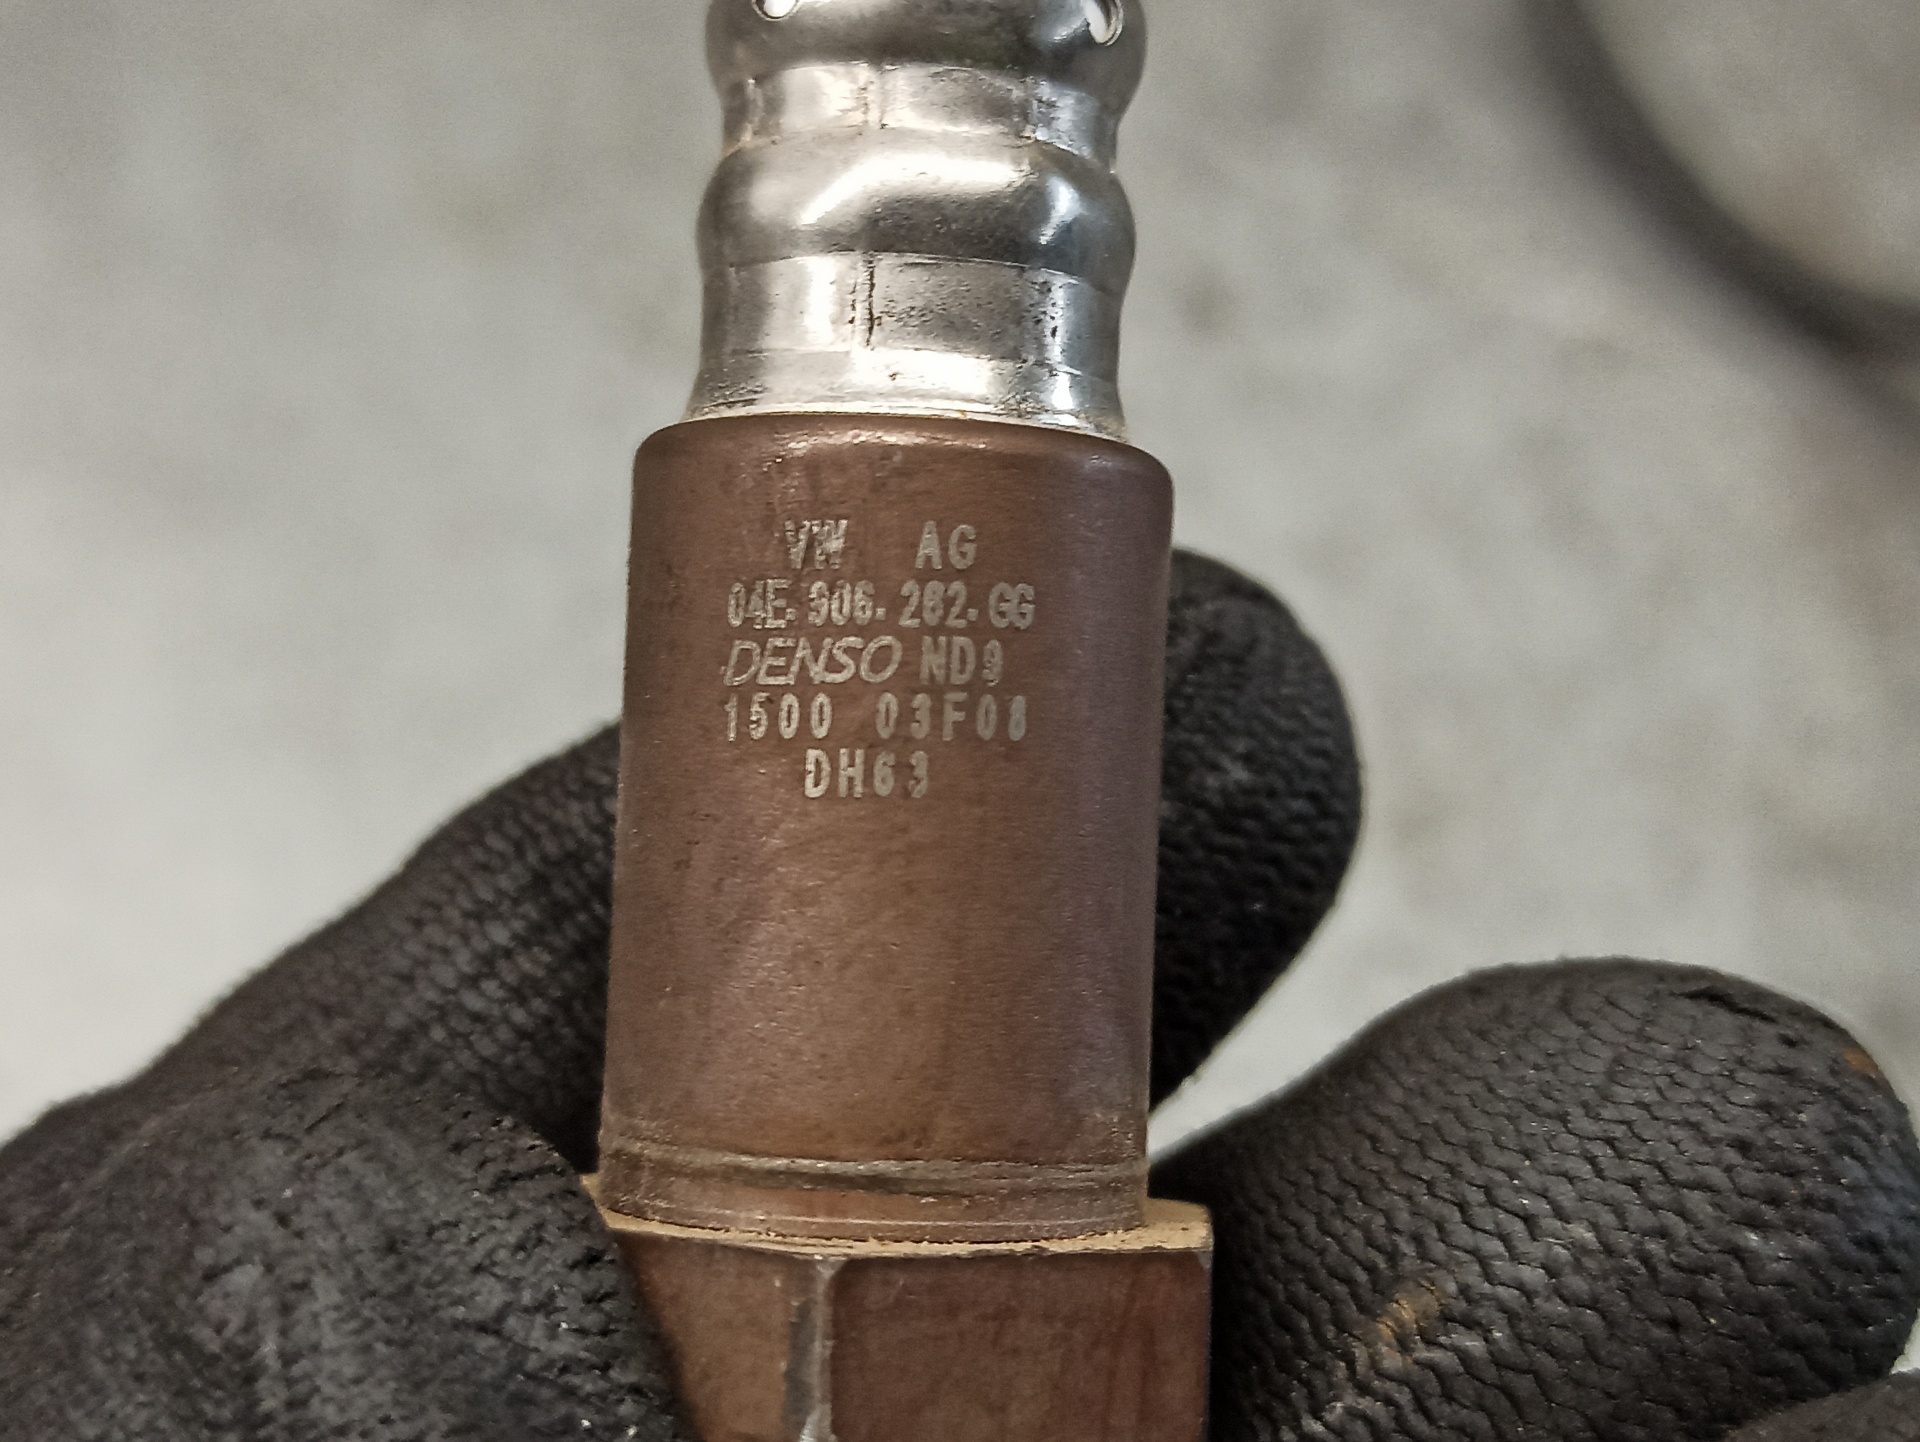 VW AG
04E.906.262.GG
DENSO ND9
1500 03F08
DH63